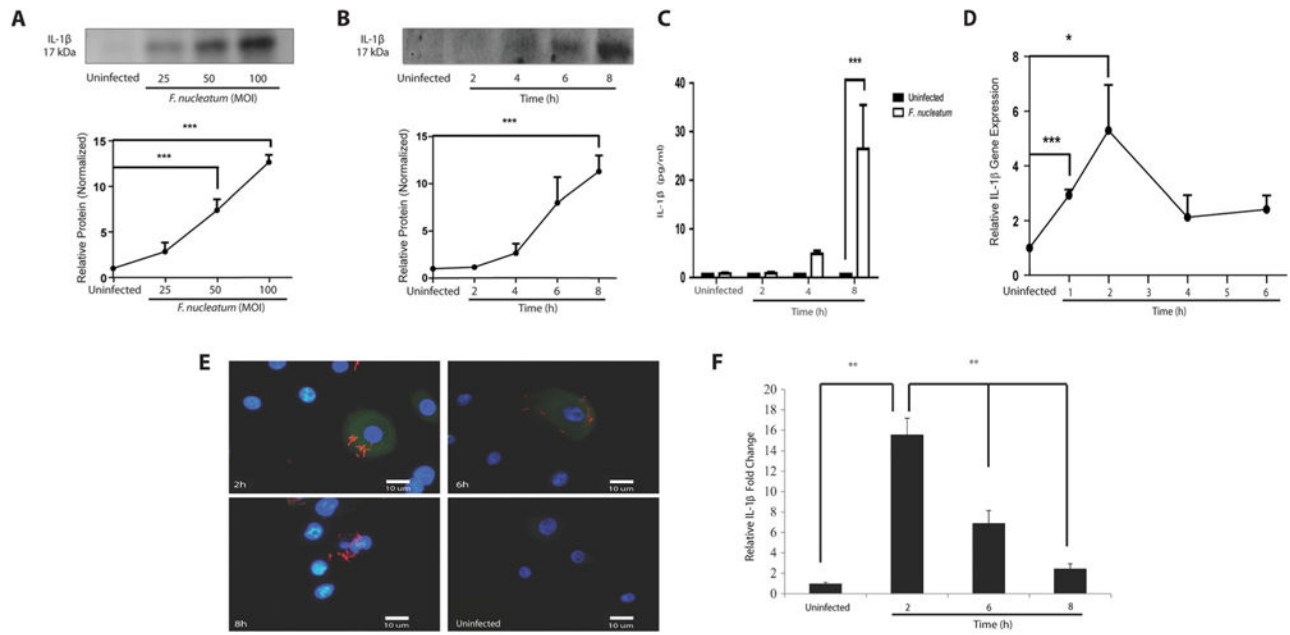 A
IL-1β
17 kDa
Uninfected 25 50 100
F. nucleatum (MOI)
***
***
Relative Protein (Normalized)
15
10
5
0
Uninfected 25 50 100
F. nucleatum (MOI)
B
IL-1β
17 kDa
Uninfected 2 4 6 8
Time (h)
***
Relative Protein (Normalized)
15
10
5
0
Uninfected 2 4 6 8
Time (h)
C
***
Uninfected
F. nucleatum
IL-1β (pg/ml)
40
30
20
10
0
Uninfected 2 4 8
Time (h)
D
*
***
Relative IL-1β Gene Expression
8
6
4
2
0
Uninfected 1 2 3 4 5 6
Time (h)
E
2h
10 um
6h
10 um
8h
10 um
Uninfected
10 um
F
**
**
Relative IL-1β Fold Change
20
18
16
14
12
10
8
6
4
2
0
Uninfected 2 6 8
Time (h)